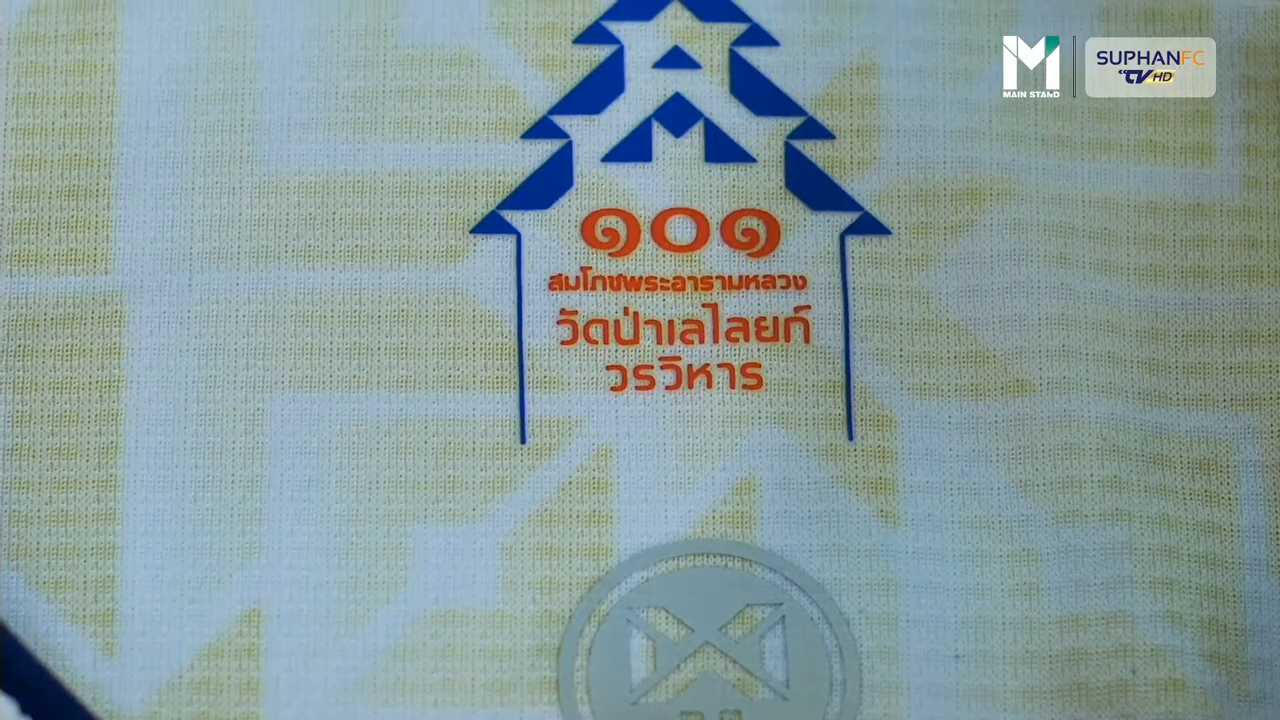 MAIN STAND
SUPHANFC
TV HD
๑๐๑
สมโภชพระอารามหลวง
วัดป่าเลไลยก์
วรวิหาร